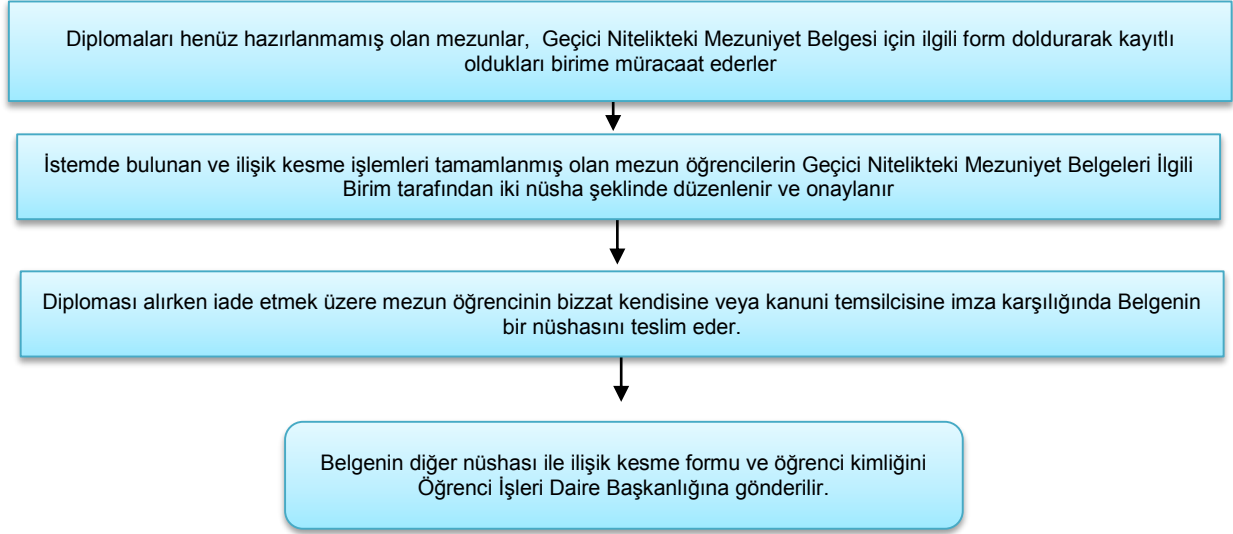 Diplomaları henüz hazırlanmamış olan mezunlar,  Geçici Nitelikteki Mezuniyet Belgesi için ilgili form doldurarak kayıtlı
oldukları birime müracaat ederler
İstemde bulunan ve ilişik kesme işlemleri tamamlanmış olan mezun öğrencilerin Geçici Nitelikteki Mezuniyet Belgeleri İlgili
Birim tarafından iki nüsha şeklinde düzenlenir ve onaylanır
Diploması alırken iade etmek üzere mezun öğrencinin bizzat kendisine veya kanuni temsilcisine imza karşılığında Belgenin
bir nüshasını teslim eder.
Belgenin diğer nüshası ile ilişik kesme formu ve öğrenci kimliğini
Öğrenci İşleri Daire Başkanlığına gönderilir.